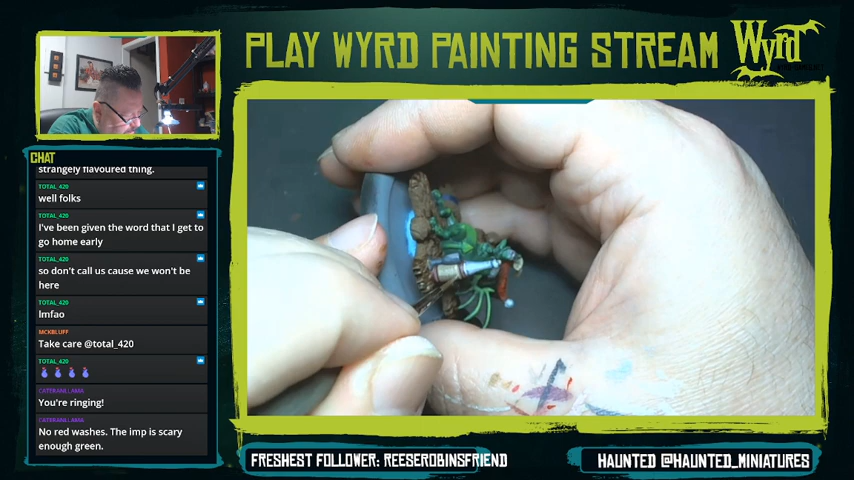 PLAY WYRD PAINTING STREAM
Wyrd
CHAT
strangely flavoured thing.
TOTAL_420
well folks
TOTAL_420
I've been given the word that I get to
go home early
TOTAL_420
so don't call us cause we won't be
here
TOTAL_420
lmfao
MCKBLUFF
Take care @total_420
TOTAL_420
CATERANLLAMA
You're ringing!
CATERANLLAMA
No red washes. The imp is scary
enough green.
FRESHEST FOLLOWER: REESEROBINSFRIEND
HAUNTED @HAUNTED_MINIATURES